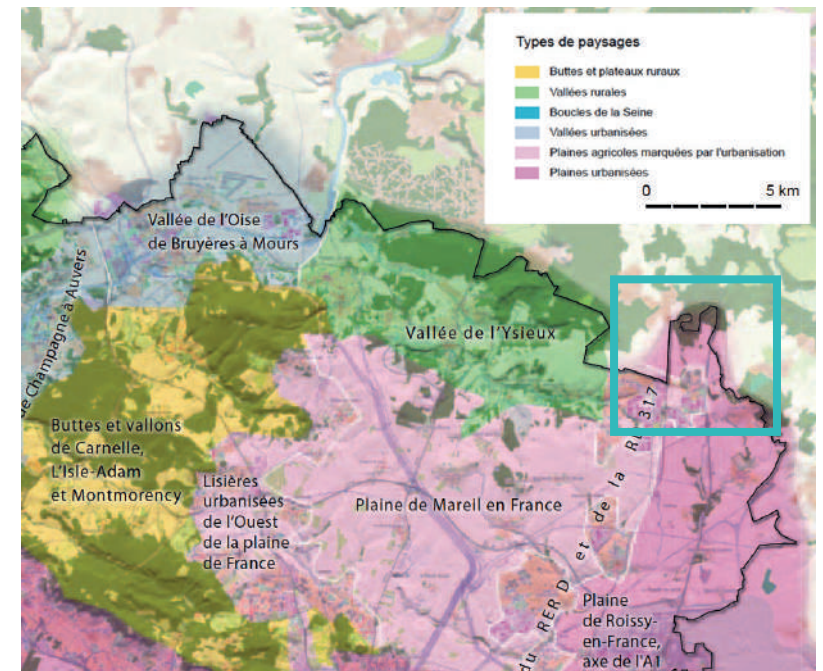 Types de paysages
Buttes et plateaux ruraux
Vallées rurales
Boucles de la Seine
Vallées urbanisées
Plaines agricoles marquées par l'urbanisation
Plaines urbanisées
0 5 km
Vallée de l'Oise
de Bruyères à Mours
de Champagne à Auvers
Vallée de l'Ysieux
Buttes et vallons
de Carnelle,
L'Isle-Adam
et Montmorency
Lisières
urbanisées
de l'Ouest
de la plaine
de France
Plaine de Mareil en France
du RER D et de la RD 317
Plaine
de Roissy-
en-France,
axe de l'A1